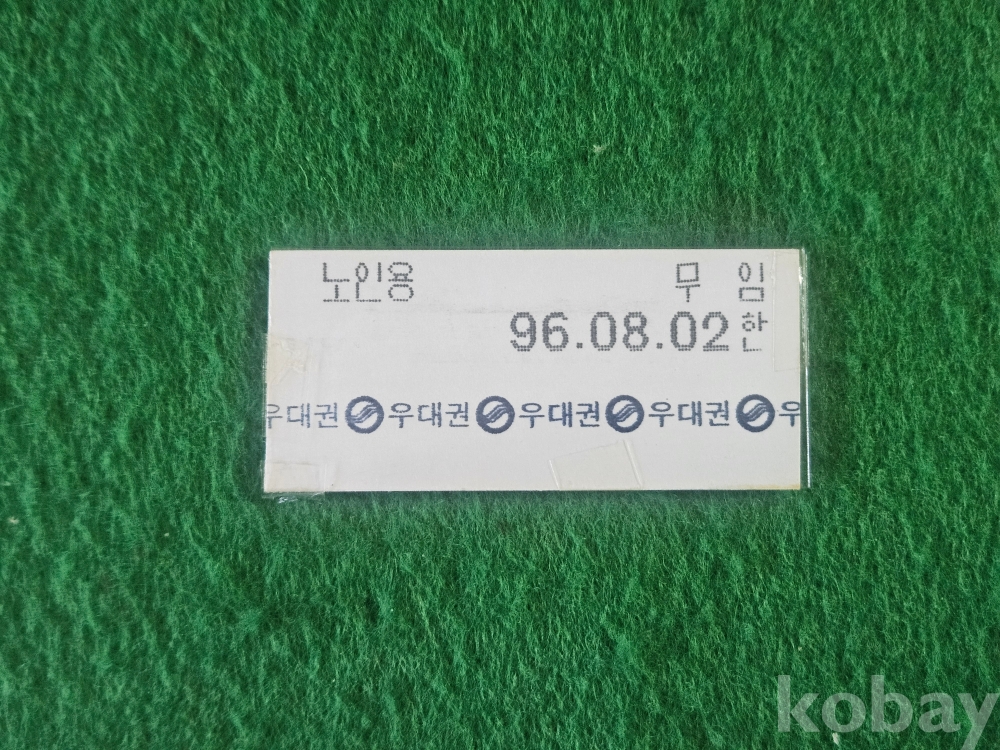 노인용 무 임
96.08.02 한
우대권 우대권 우대권 우대권 우
kobay